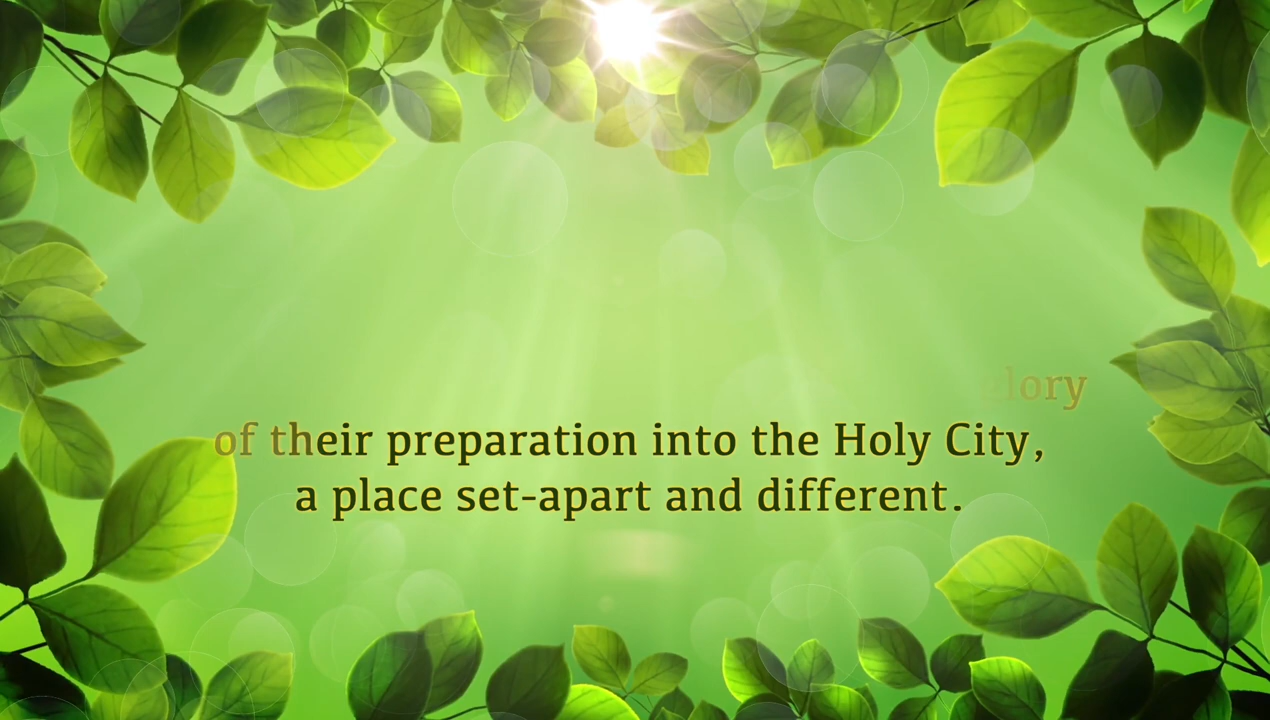 glory
of their preparation into the Holy City,
a place set-apart and different.